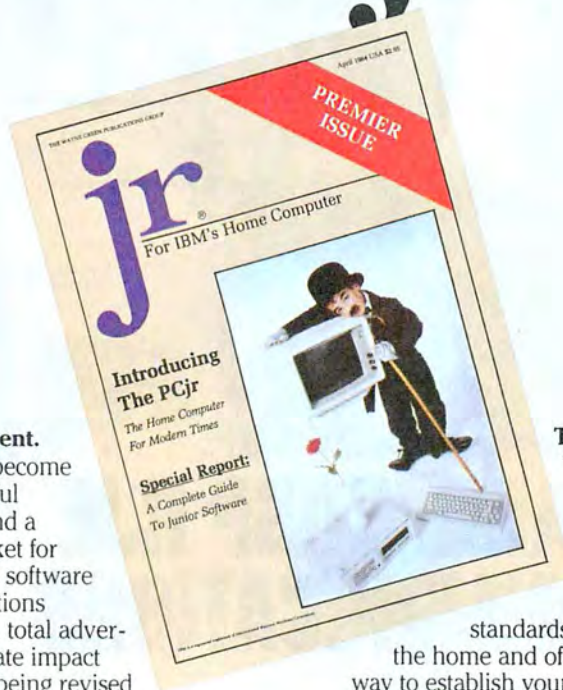 April 1984 USA $2.95
THE WAYNE GREEN PUBLICATIONS GROUP
PREMIER
ISSUE
jr®
For IBM's Home Computer
Introducing
The PCjr
The Home Computer
For Modern Times
Special Report:
A Complete Guide
To Junior Software
ent.
become
ul
nd a
ket for
software
tions
total adver-
ate impact
being revised
T
standards
the home and of
way to establish your